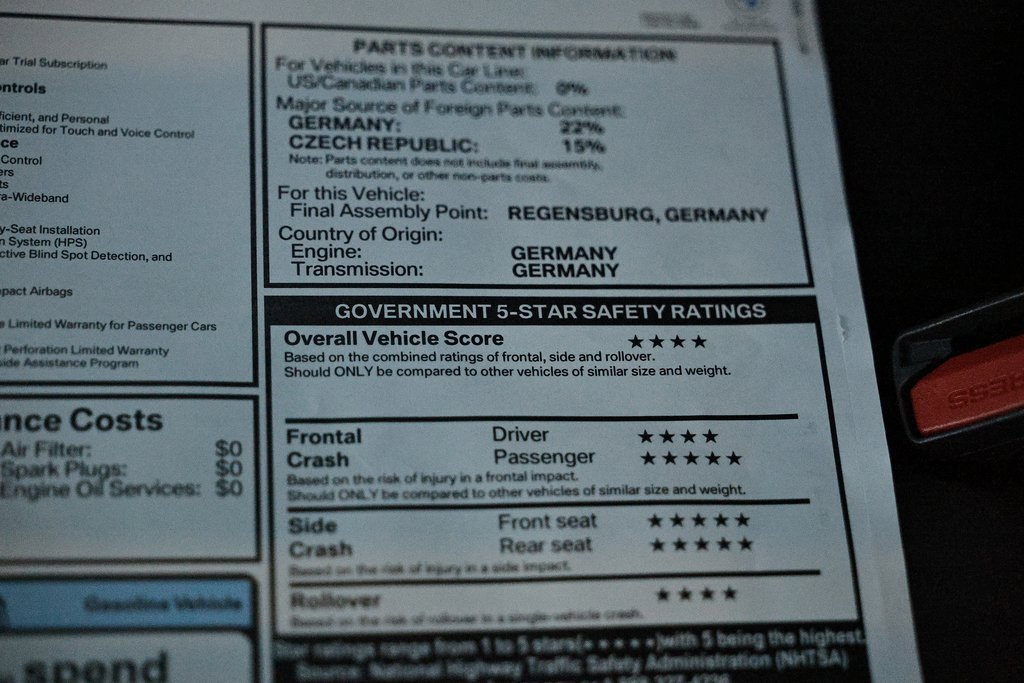 ar Trial Subscription
ntrols
ficient, and Personal
timized for Touch and Voice Control
ce
Control
ers
ts
ra-Wideband
y-Seat Installation
n System (HPS)
ctive Blind Spot Detection, and
pact Airbags
e Limited Warranty for Passenger Cars
Perforation Limited Warranty
side Assistance Program
nce Costs
Air Filter: $0
Spark Plugs: $0
Engine Oil Services: $0
Gasoline Vehicle
spend
PARTS CONTENT INFORMATION
For Vehicles in this Car Line:
US/Canadian Parts Content: 0%
Major Source of Foreign Parts Content:
GERMANY: 22%
CZECH REPUBLIC: 15%
Note: Parts content does not include final assembly,
distribution, or other non-parts costs.
For this Vehicle:
Final Assembly Point: REGENSBURG, GERMANY
Country of Origin:
Engine: GERMANY
Transmission: GERMANY
GOVERNMENT 5-STAR SAFETY RATINGS
Overall Vehicle Score ★★★★
Based on the combined ratings of frontal, side and rollover.
Should ONLY be compared to other vehicles of similar size and weight.
Frontal Driver ★★★★
Crash Passenger ★★★★★
Based on the risk of injury in a frontal impact.
Should ONLY be compared to other vehicles of similar size and weight.
Side Front seat ★★★★★
Crash Rear seat ★★★★★
Based on the risk of injury in a side impact.
Rollover ★★★★
Based on the risk of rollover in a single-vehicle crash.
Star ratings range from 1 to 5 stars(★★★★★)with 5 being the highest.
Source: National Highway Traffic Safety Administration (NHTSA)
PRESS